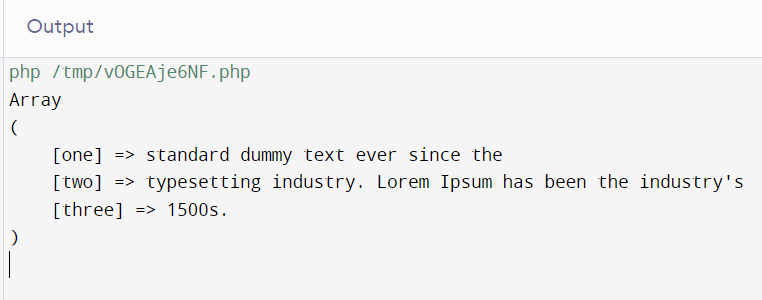 Output
php /tmp/vOGEAje6NF.php
Array
(
    [one] => standard dummy text ever since the
    [two] => typesetting industry. Lorem Ipsum has been the industry's
    [three] => 1500s.
)